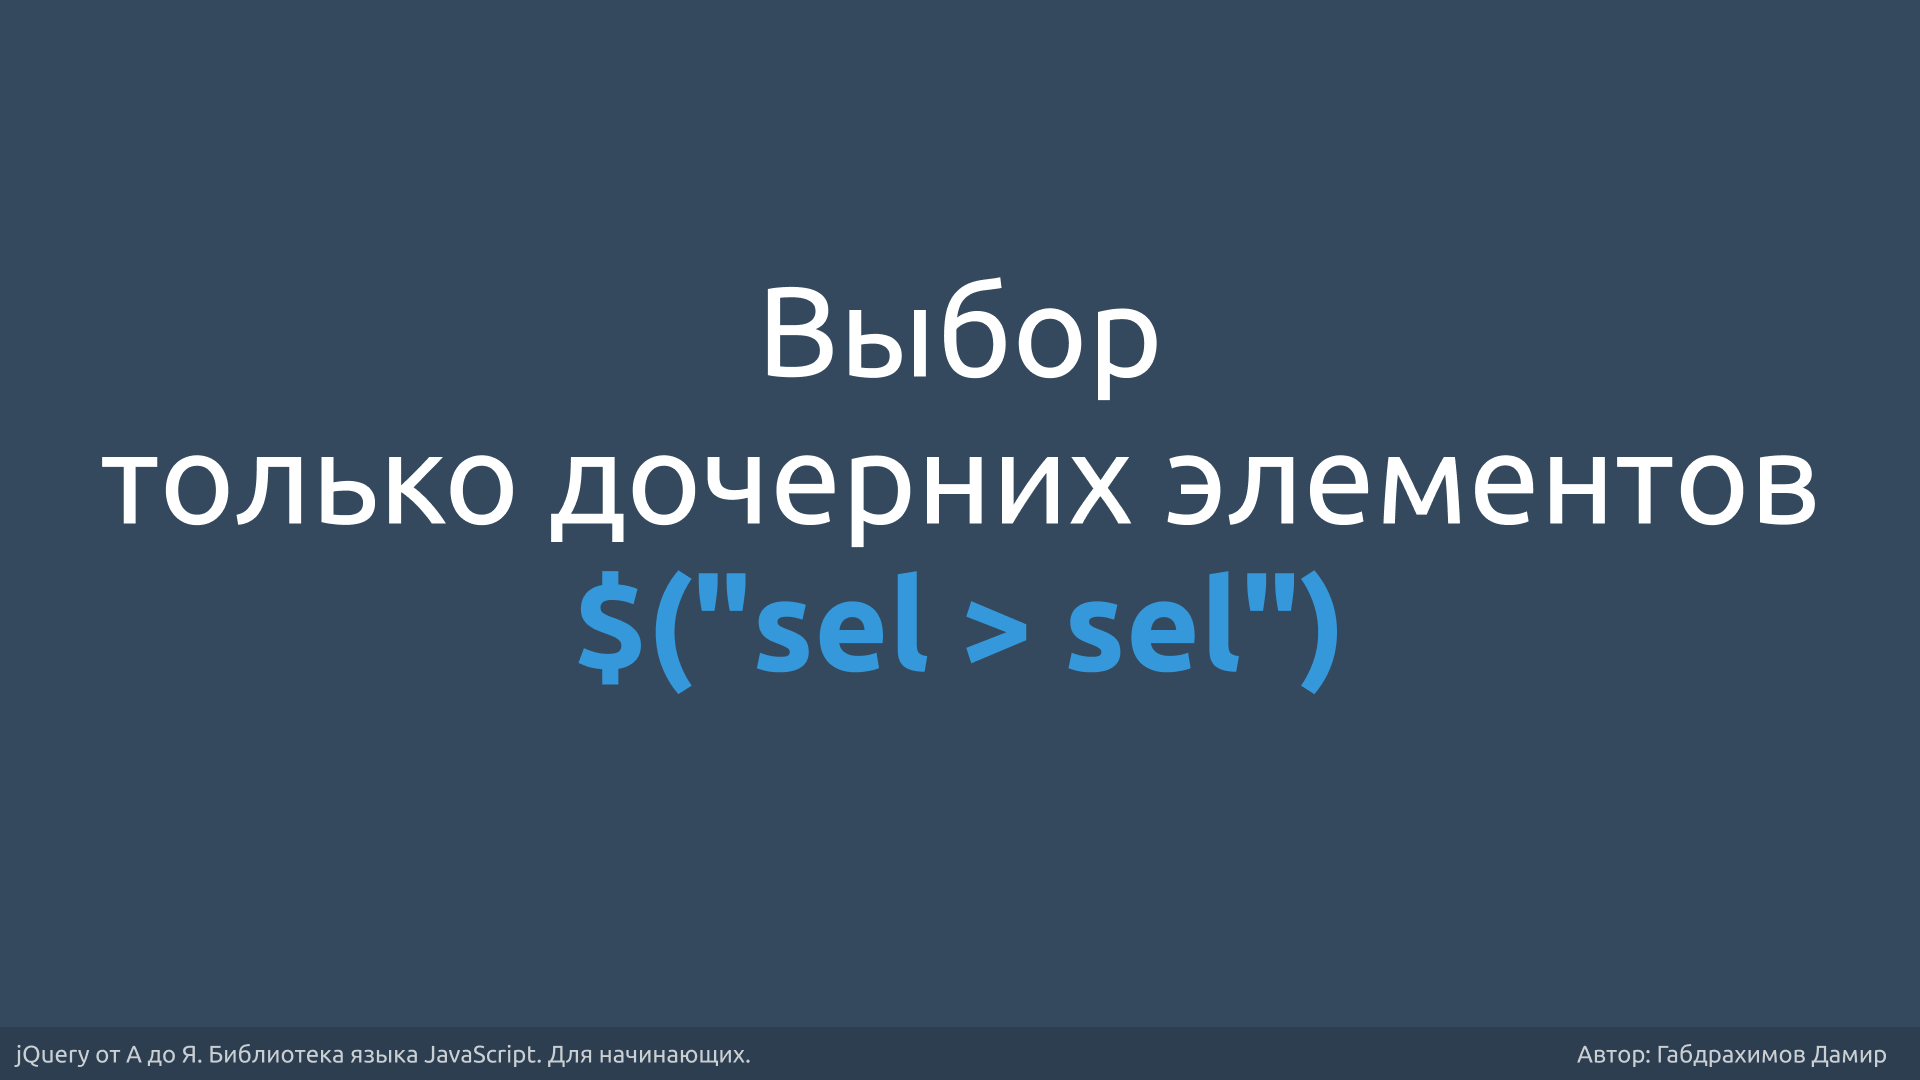 Выбор
только дочерних элементов
$("sel > sel")
jQuery от А до Я. Библиотека языка JavaScript. Для начинающих.
Автор: Габдрахимов Дамир